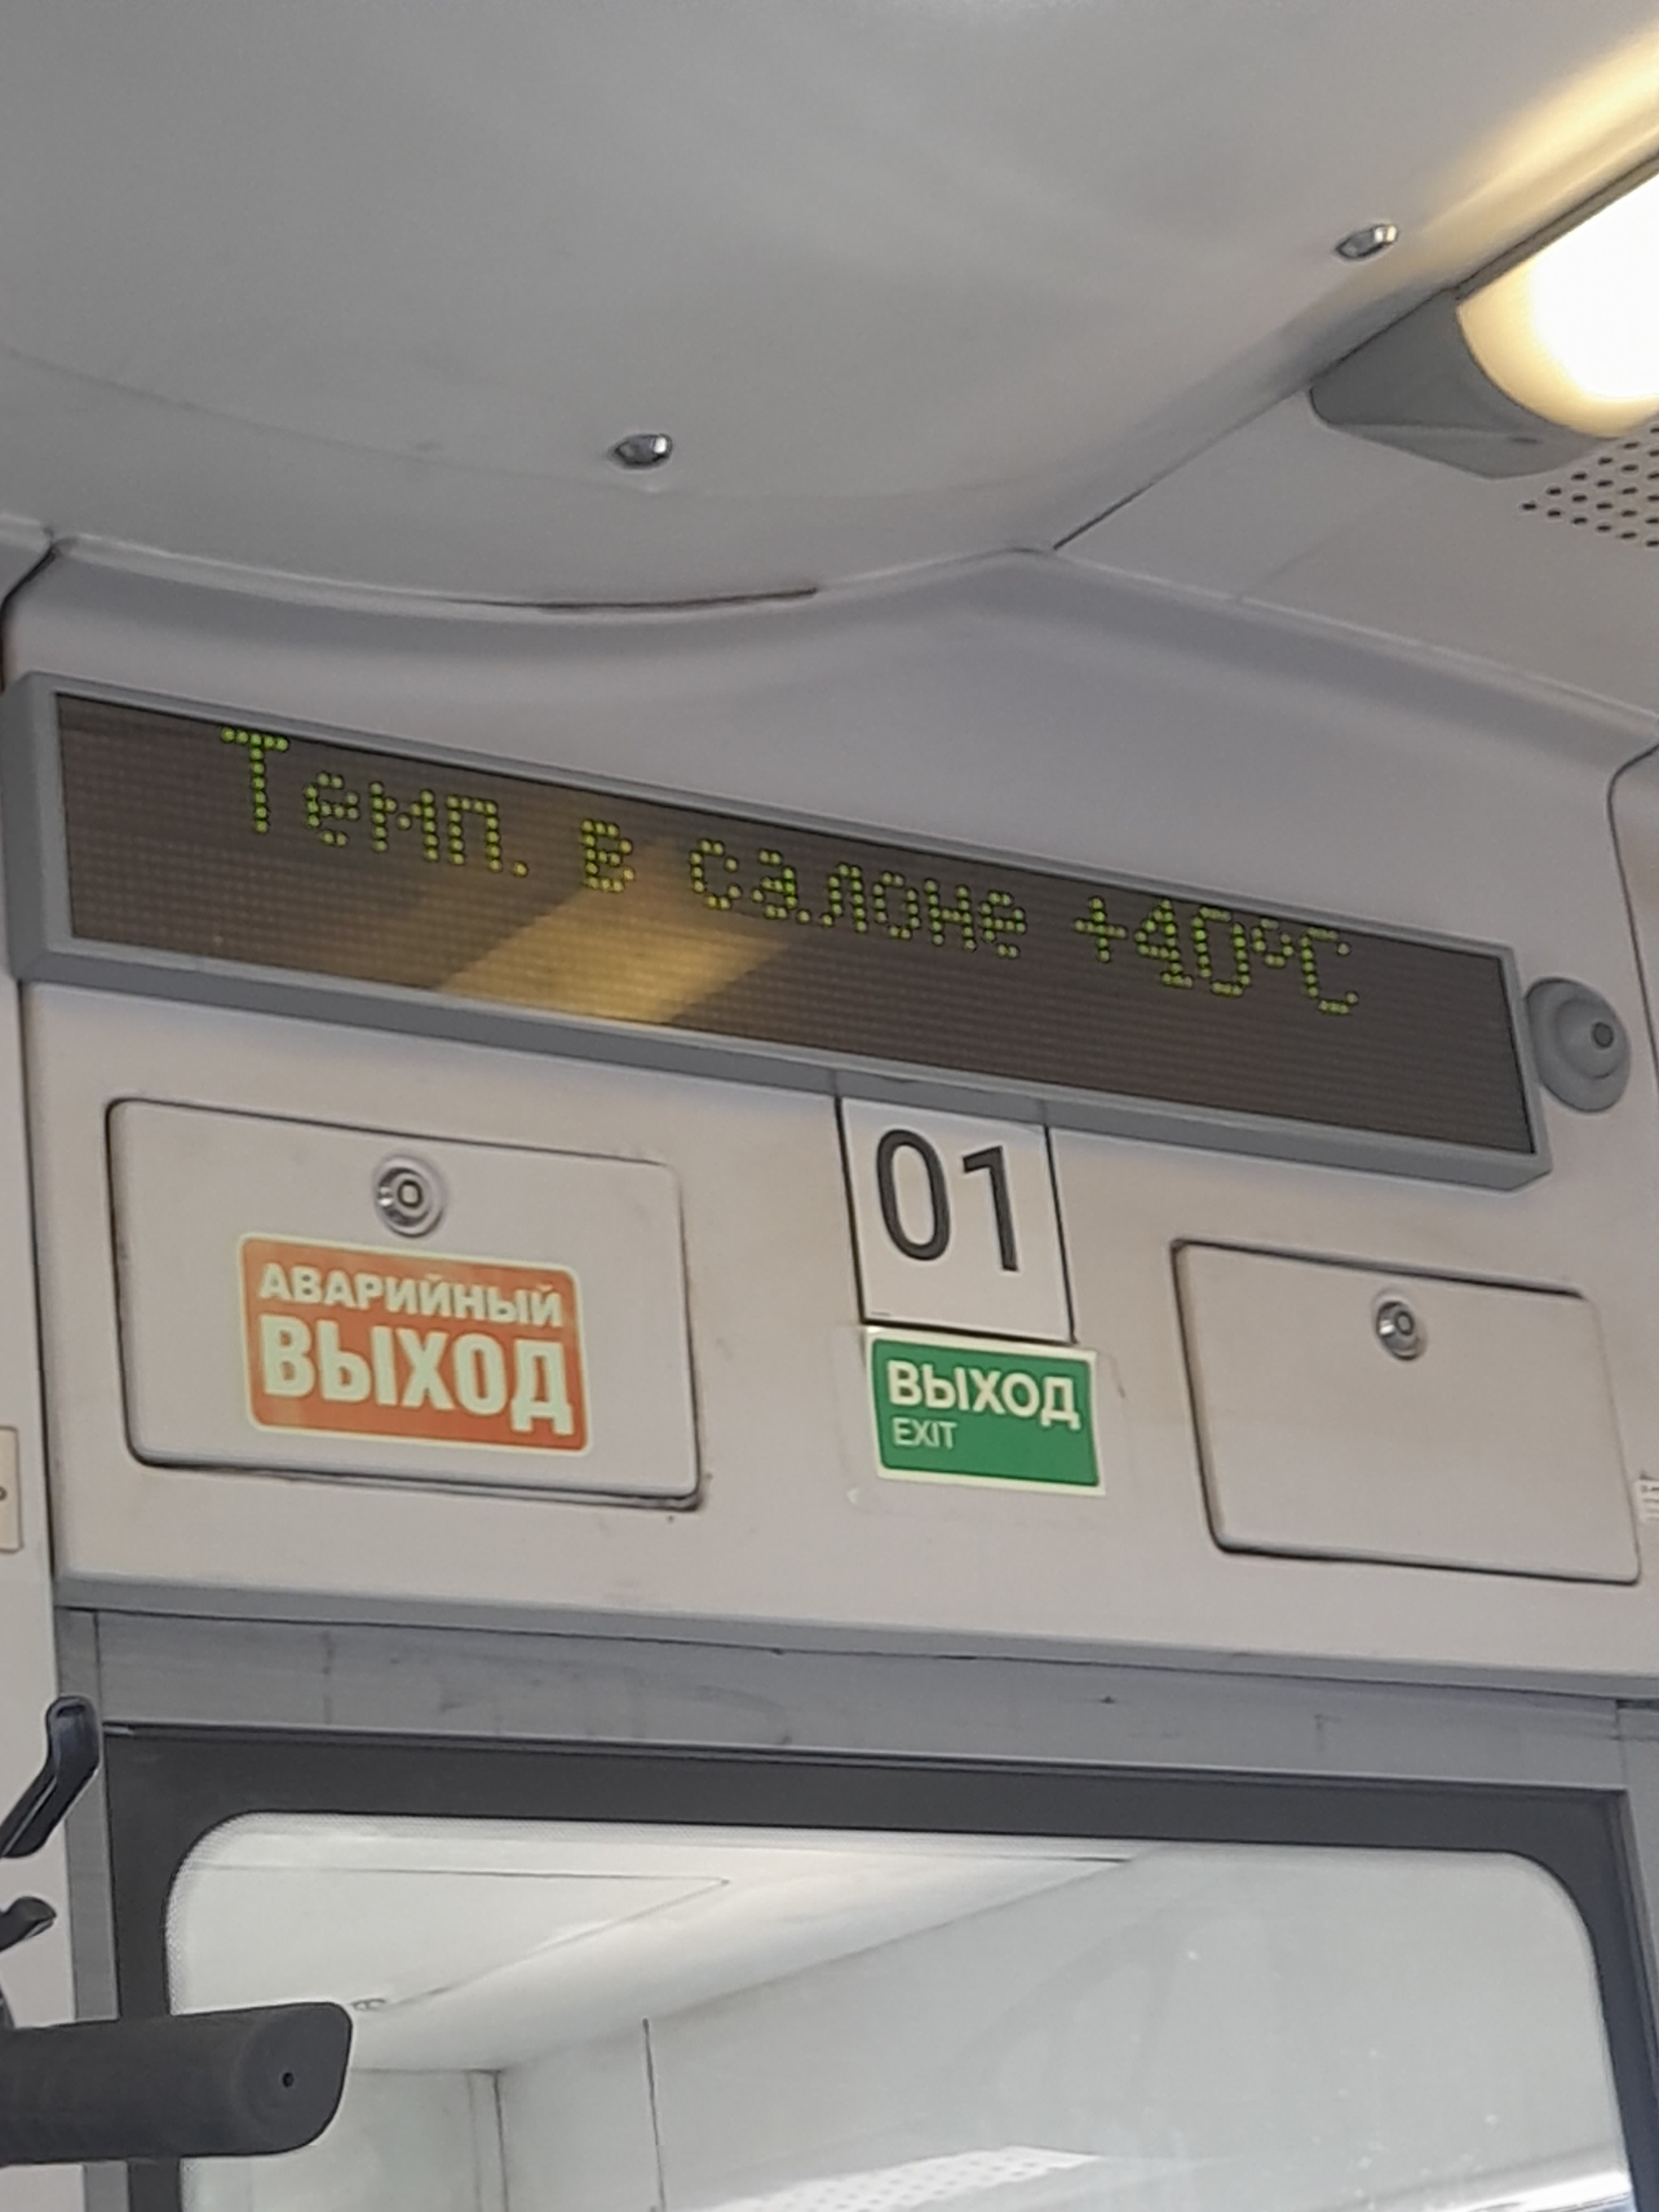 Темп. в салоне +40°C
01
АВАРИЙНЫЙ
ВЫХОД
ВЫХОД
EXIT